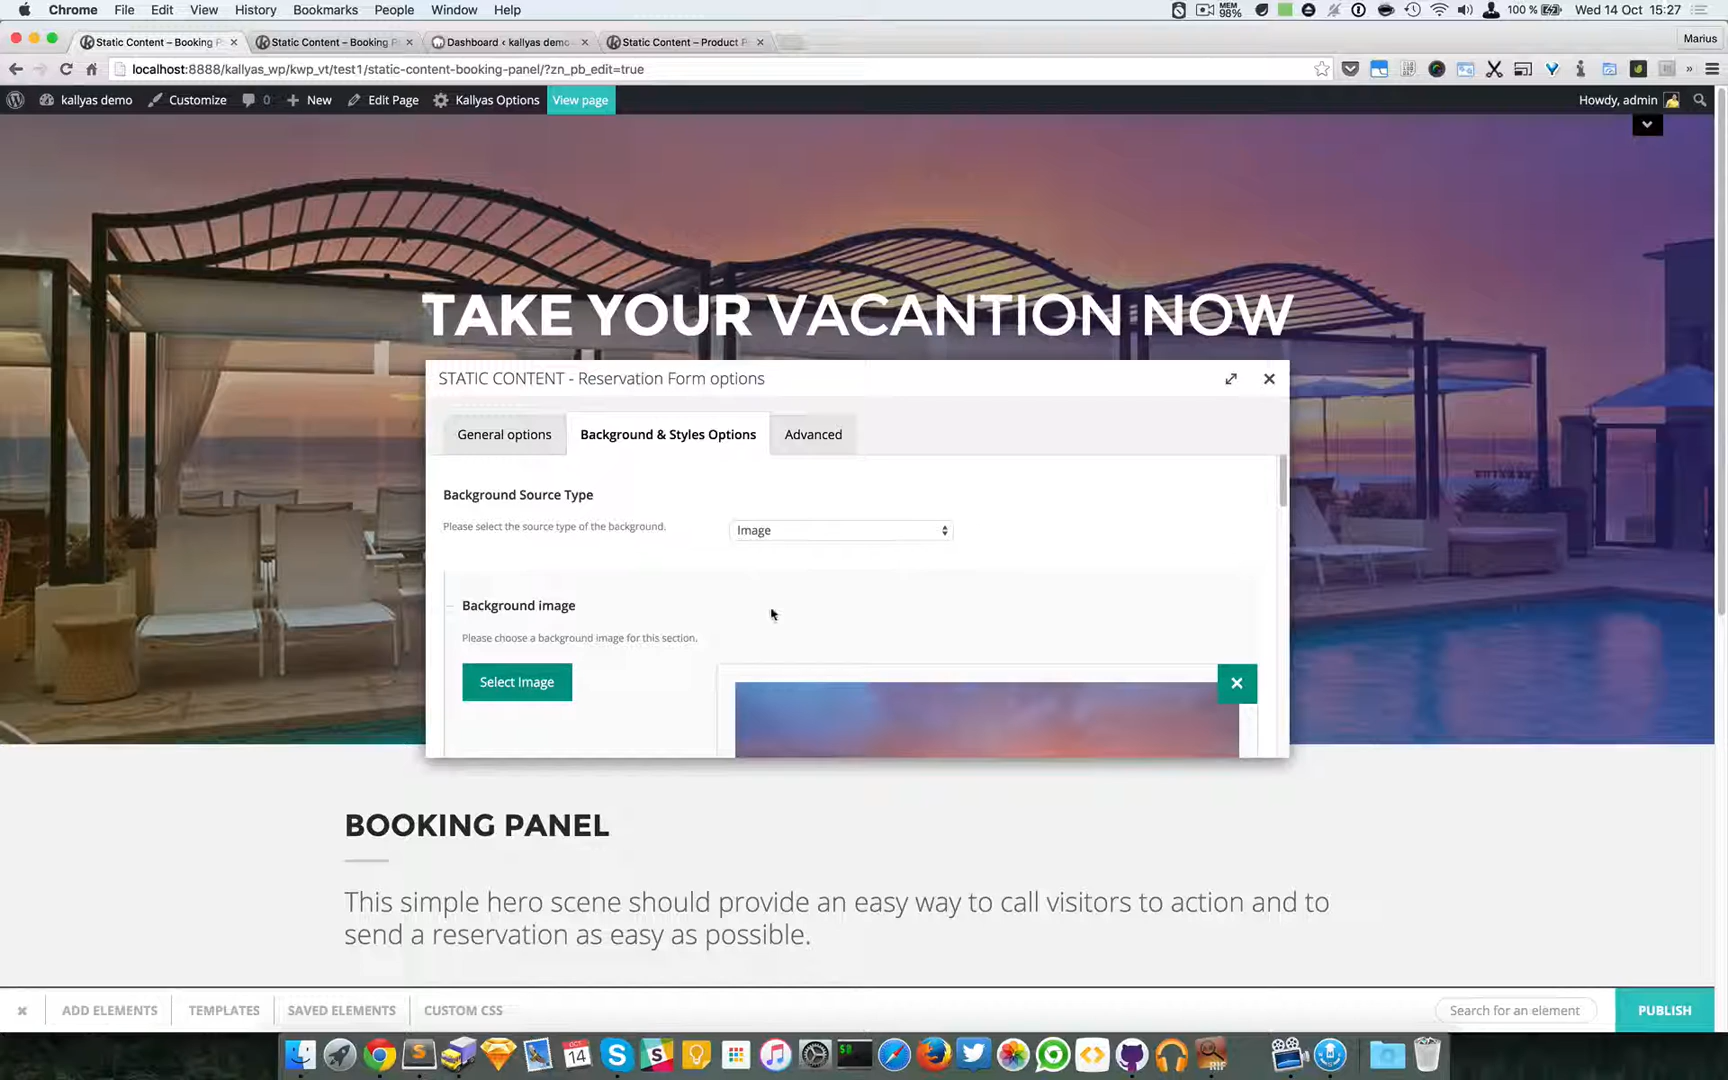 Chrome File Edit View History Bookmarks People Window Help MEM 98% 100 % Wed 14 Oct 15:27
Static Content – Booking P Static Content – Booking P Dashboard ‹ kallyas demo Static Content – Product P Marius
localhost:8888/kallyas_wp/kwp_vt/test1/static-content-booking-panel/?zn_pb_edit=true
kallyas demo Customize 0 New Edit Page Kallyas Options View page Howdy, admin
TAKE YOUR VACANTION NOW
STATIC CONTENT - Reservation Form options
General options Background & Styles Options Advanced
Background Source Type
Please select the source type of the background. Image
Background image
Please choose a background image for this section.
Select Image
BOOKING PANEL
This simple hero scene should provide an easy way to call visitors to action and to
send a reservation as easy as possible.
ADD ELEMENTS TEMPLATES SAVED ELEMENTS CUSTOM CSS Search for an element PUBLISH
14